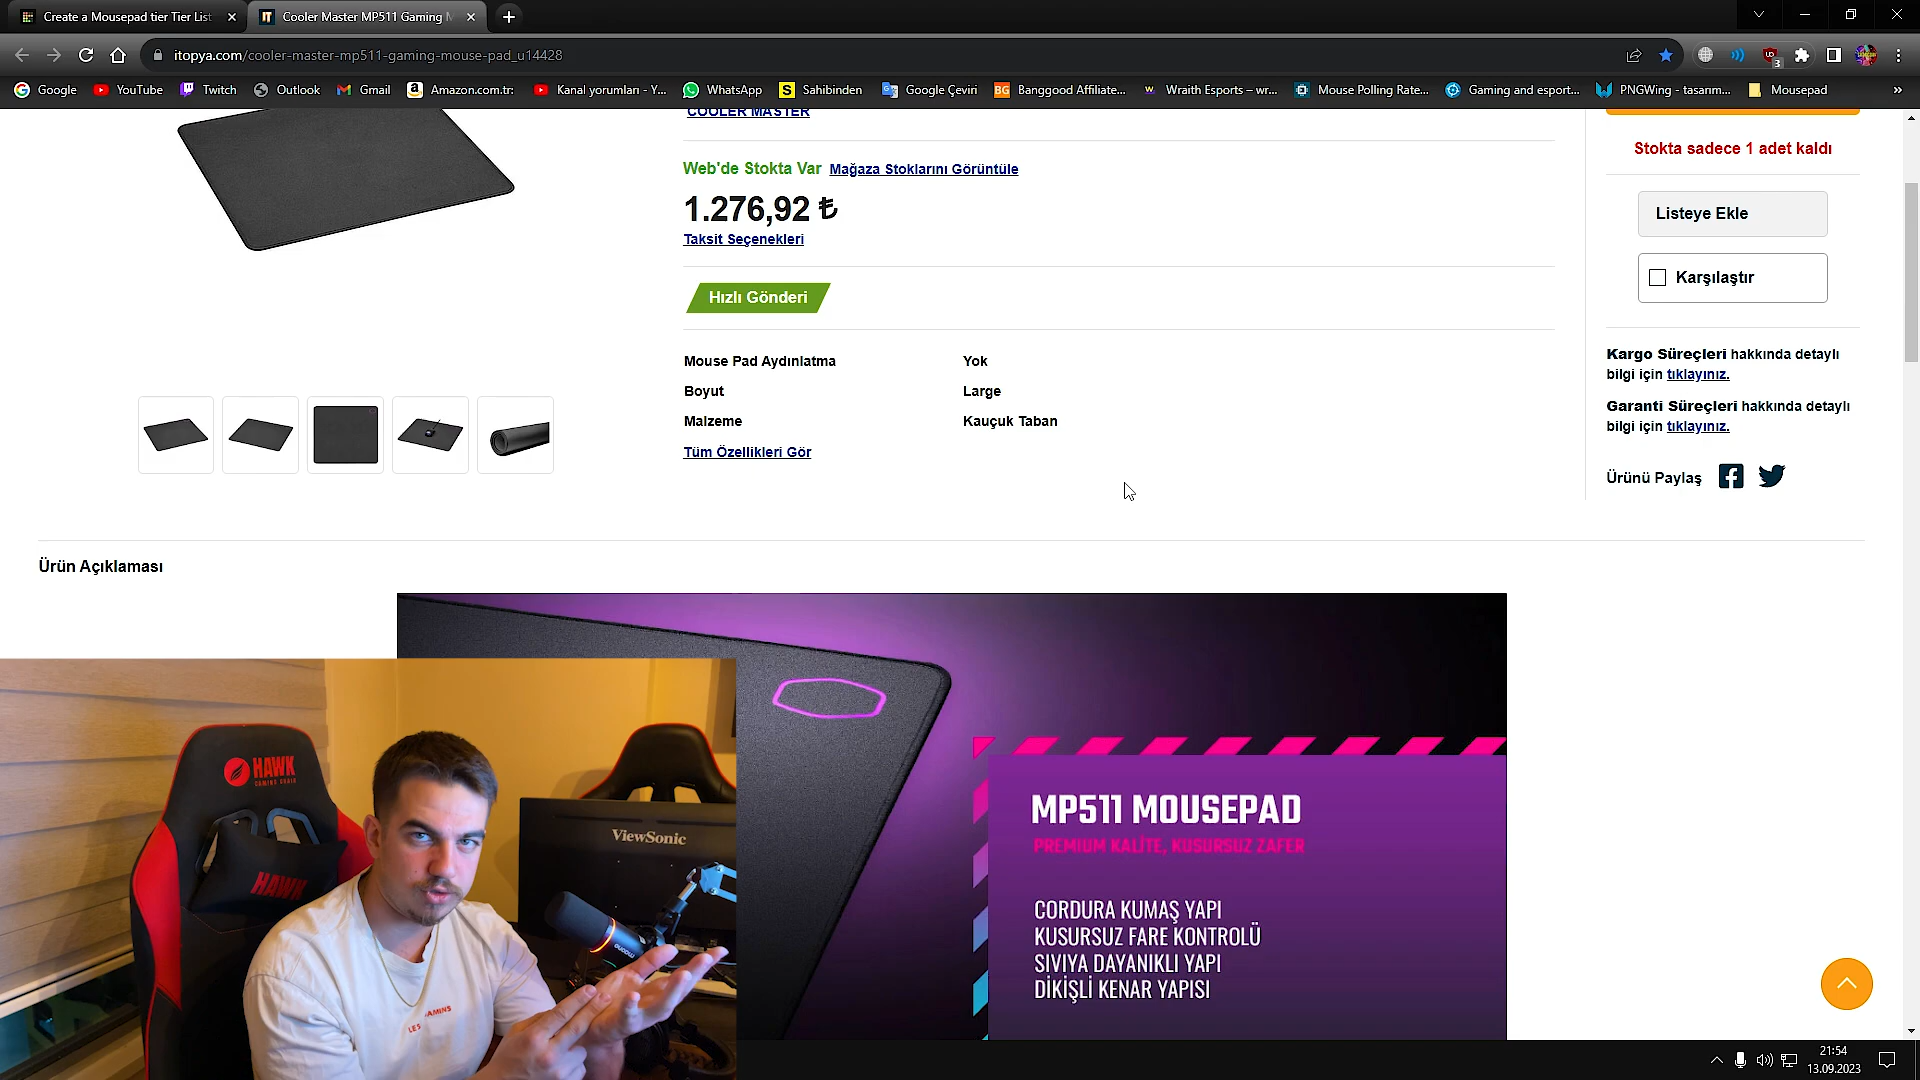 Create a Mousepad tier Tier List
Cooler Master MP511 Gaming M
itopya.com/cooler-master-mp511-gaming-mouse-pad_u14428
3
Google
YouTube
Twitch
Outlook
Gmail
Amazon.com.tr:
Kanal yorumları - Y...
WhatsApp
Sahibinden
Google Çeviri
Banggood Affiliate...
Wraith Esports – wr...
Mouse Polling Rate...
Gaming and esport...
PNGWing - tasarım...
Mousepad
»
COOLER MASTER
Web'de Stokta Var Mağaza Stoklarını Görüntüle
1.276,92 ₺
Taksit Seçenekleri
Hızlı Gönderi
Mouse Pad Aydınlatma Yok
Boyut Large
Malzeme Kauçuk Taban
Tüm Özellikleri Gör
Stokta sadece 1 adet kaldı
Listeye Ekle
Karşılaştır
Kargo Süreçleri hakkında detaylı
bilgi için tıklayınız.
Garanti Süreçleri hakkında detaylı
bilgi için tıklayınız.
Ürünü Paylaş
Ürün Açıklaması
MP511 MOUSEPAD
PREMIUM KALİTE, KUSURSUZ ZAFER
CORDURA KUMAŞ YAPI
KUSURSUZ FARE KONTROLÜ
SIVIYA DAYANIKLI YAPI
DİKİŞLİ KENAR YAPISI
HAWK
GAMING CHAIR
HAWK
ViewSonic
maono
21:54
13.09.2023